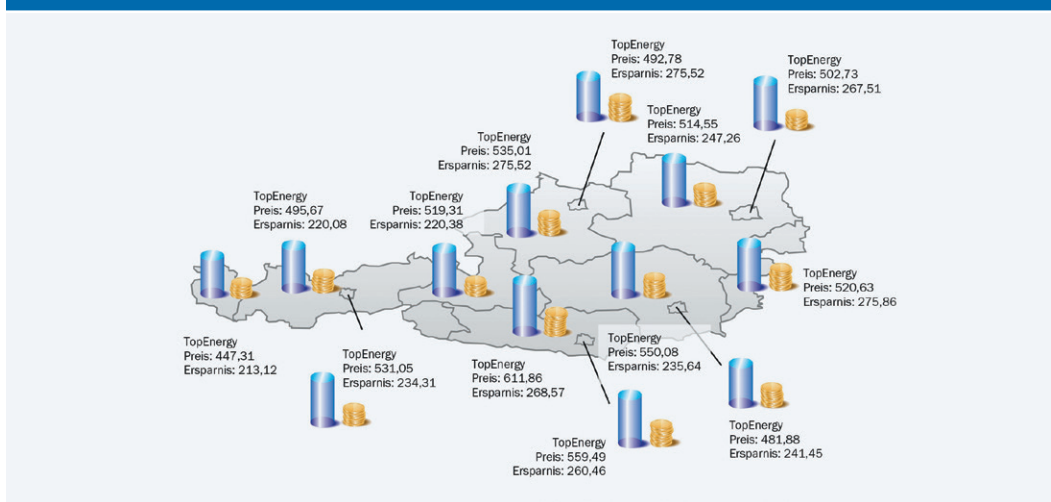 TopEnergy
Preis: 492,78
Ersparnis: 275,52
TopEnergy
Preis: 502,73
Ersparnis: 267,51
TopEnergy
Preis: 514,55
Ersparnis: 247,26
TopEnergy
Preis: 535,01
Ersparnis: 275,52
TopEnergy
Preis: 495,67
Ersparnis: 220,08
TopEnergy
Preis: 519,31
Ersparnis: 220,38
TopEnergy
Preis: 520,63
Ersparnis: 275,86
TopEnergy
Preis: 447,31
Ersparnis: 213,12
TopEnergy
Preis: 531,05
Ersparnis: 234,31
TopEnergy
Preis: 611,86
Ersparnis: 268,57
TopEnergy
Preis: 550,08
Ersparnis: 235,64
TopEnergy
Preis: 559,49
Ersparnis: 260,46
TopEnergy
Preis: 481,88
Ersparnis: 241,45